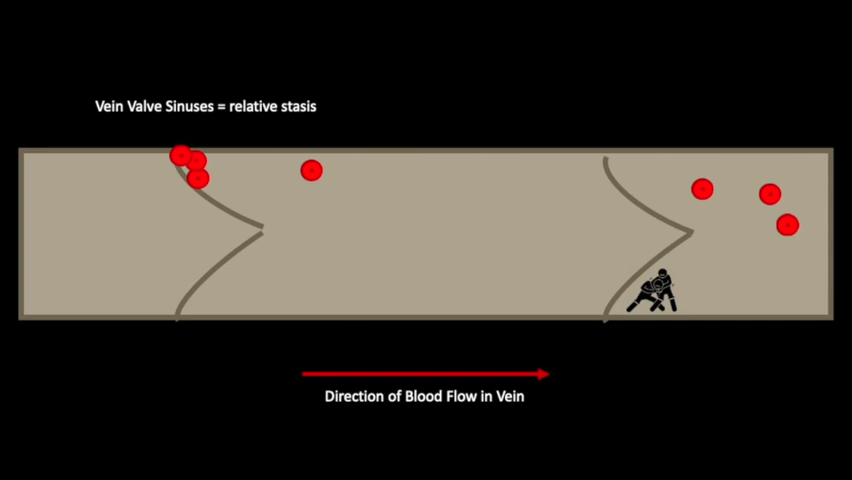 Vein Valve Sinuses = relative stasis
Direction of Blood Flow in Vein